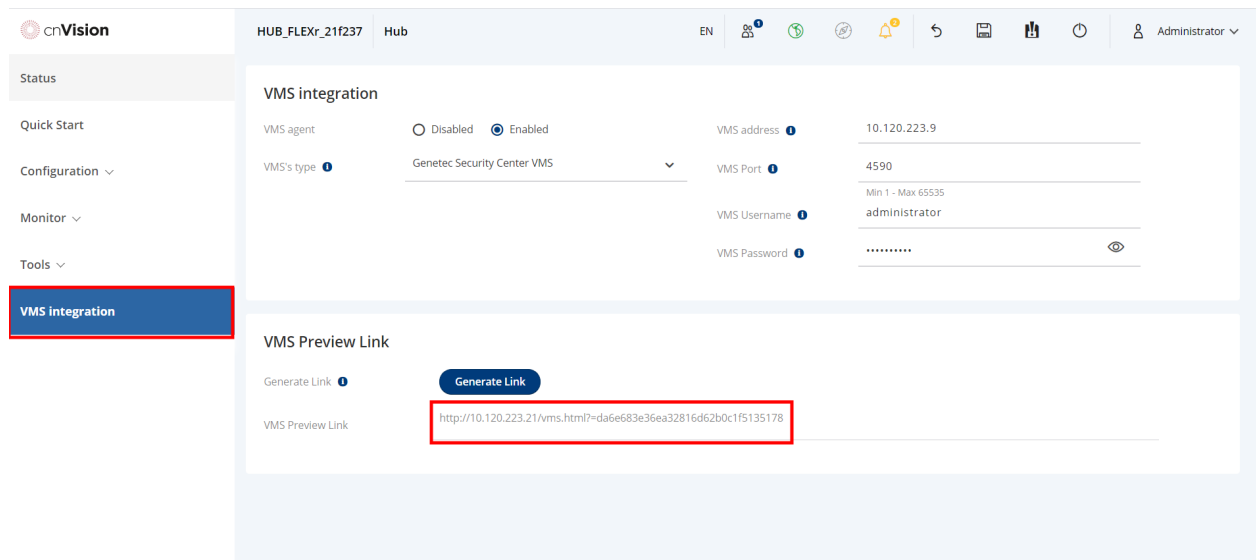 cnVision
HUB_FLEXr_21f237 Hub
EN 1 2 Administrator
Status
Quick Start
Configuration
Monitor
Tools
VMS integration
VMS integration
VMS agent Disabled Enabled
VMS's type Genetec Security Center VMS
VMS address 10.120.223.9
VMS Port 4590
Min 1 - Max 65535
VMS Username administrator
VMS Password ••••••••••
VMS Preview Link
Generate Link Generate Link
VMS Preview Link http://10.120.223.21/vms.html?=da6e683e36ea32816d62b0c1f5135178